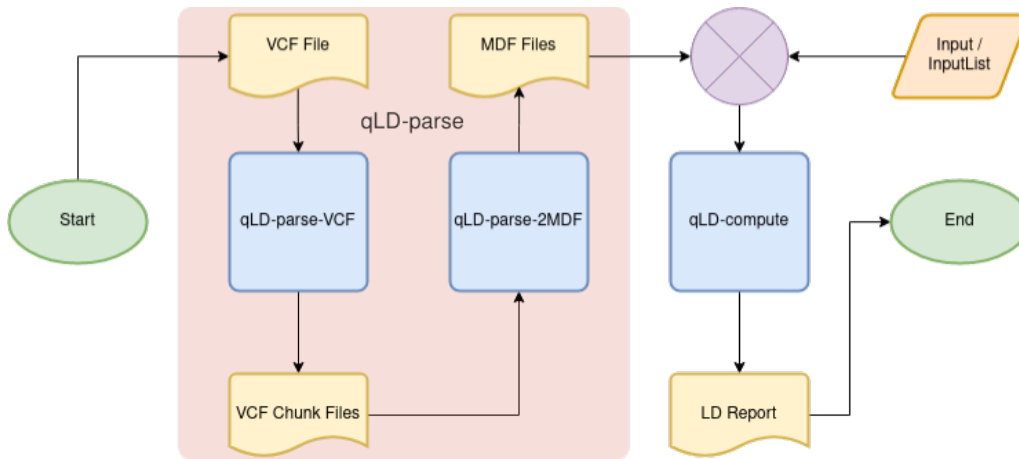 VCF File
MDF Files
Input /
InputList
qLD-parse
Start
qLD-parse-VCF
qLD-parse-2MDF
qLD-compute
End
VCF Chunk Files
LD Report